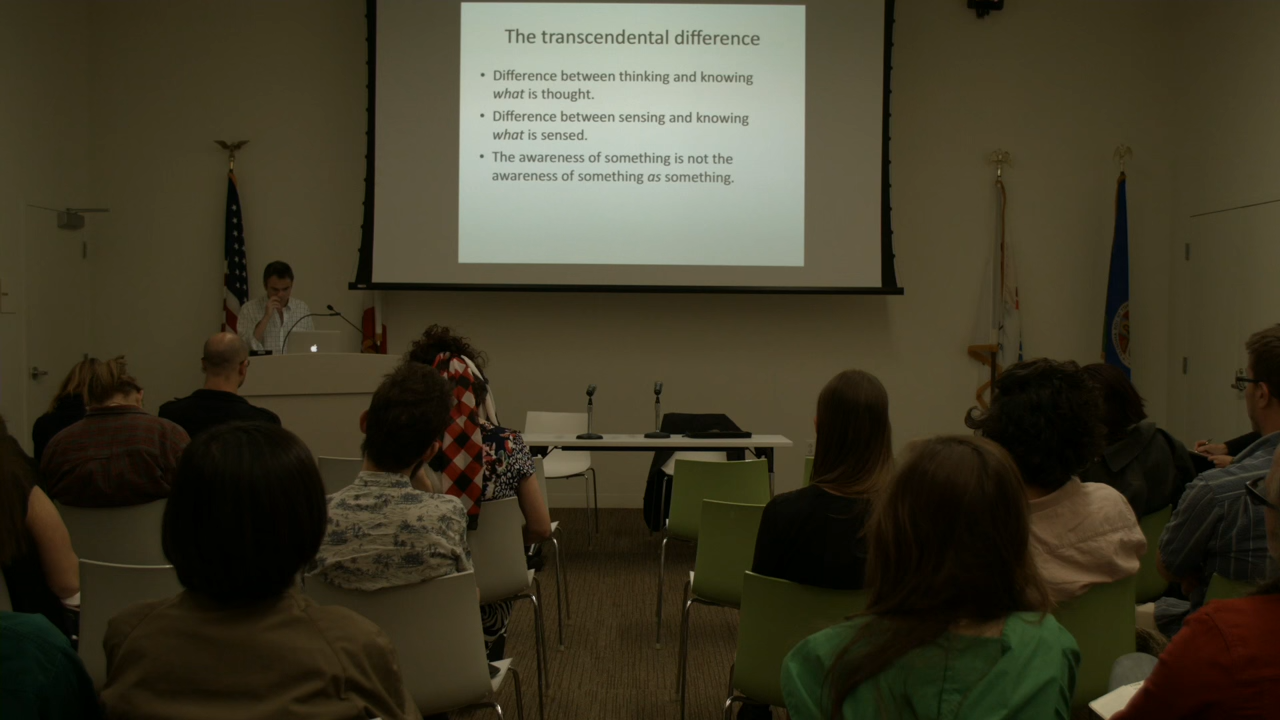 The transcendental difference
• Difference between thinking and knowing
what is thought.
• Difference between sensing and knowing
what is sensed.
• The awareness of something is not the
awareness of something as something.